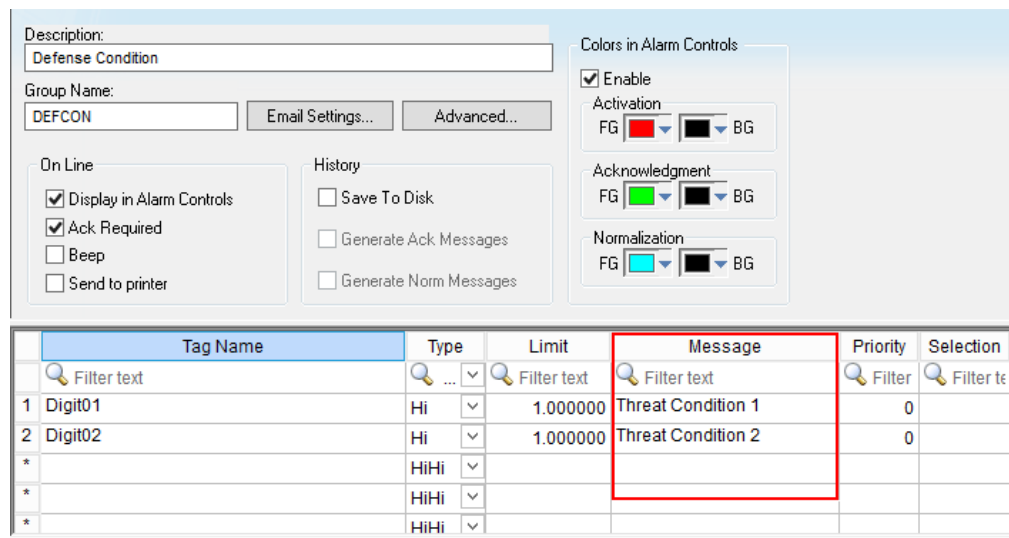 Description:
Defense Condition
Group Name:
DEFCON
Email Settings...
Advanced...
On Line
Display in Alarm Controls
Ack Required
Beep
Send to printer
History
Save To Disk
Generate Ack Messages
Generate Norm Messages
Colors in Alarm Controls
Enable
Activation
FG BG
Acknowledgment
FG BG
Normalization
FG BG
Tag Name Type Limit Message Priority Selection
Filter text ... Filter text Filter text Filter Filter te
1 Digit01 Hi 1.000000 Threat Condition 1 0
2 Digit02 Hi 1.000000 Threat Condition 2 0
* HiHi
* HiHi
* HiHi